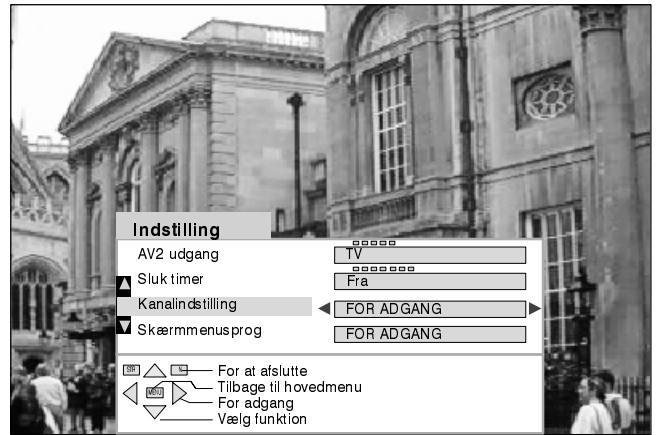 Indstilling
AV2 udgang TV
Sluk timer Fra
Kanalindstilling FOR ADGANG
Skærmmenusprog FOR ADGANG
STR N For at afslutte
MENU Tilbage til hovedmenu
For adgang
Vælg funktion